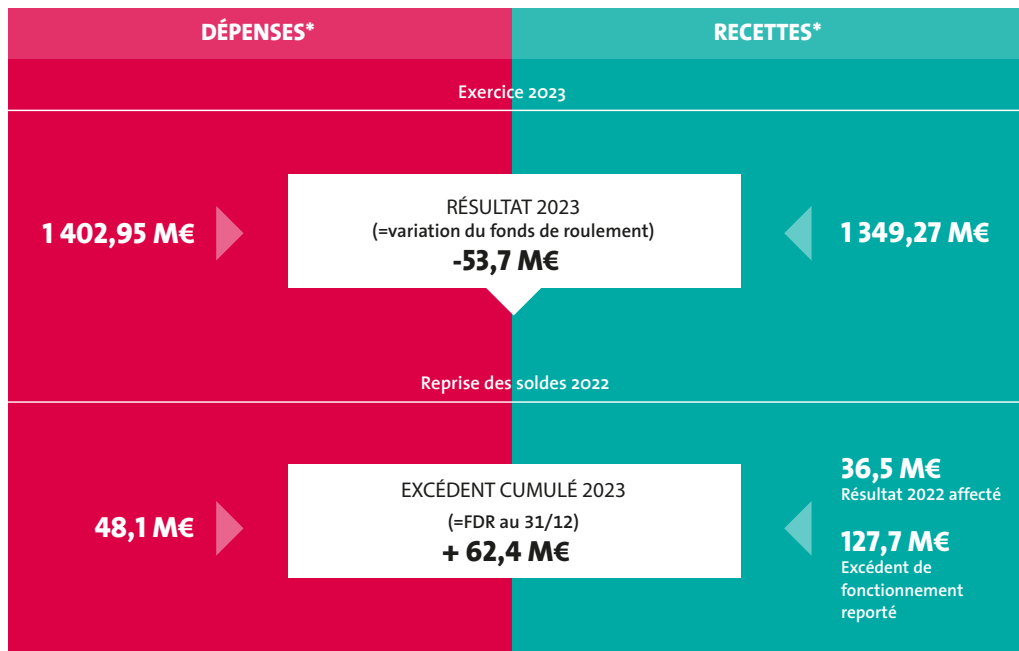 DÉPENSES*
RECETTES*
Exercice 2023
1 402,95 M€
RÉSULTAT 2023
(=variation du fonds de roulement)
-53,7 M€
1 349,27 M€
Reprise des soldes 2022
48,1 M€
EXCÉDENT CUMULÉ 2023
(=FDR au 31/12)
+ 62,4 M€
36,5 M€
Résultat 2022 affecté
127,7 M€
Excédent de
fonctionnement
reporté